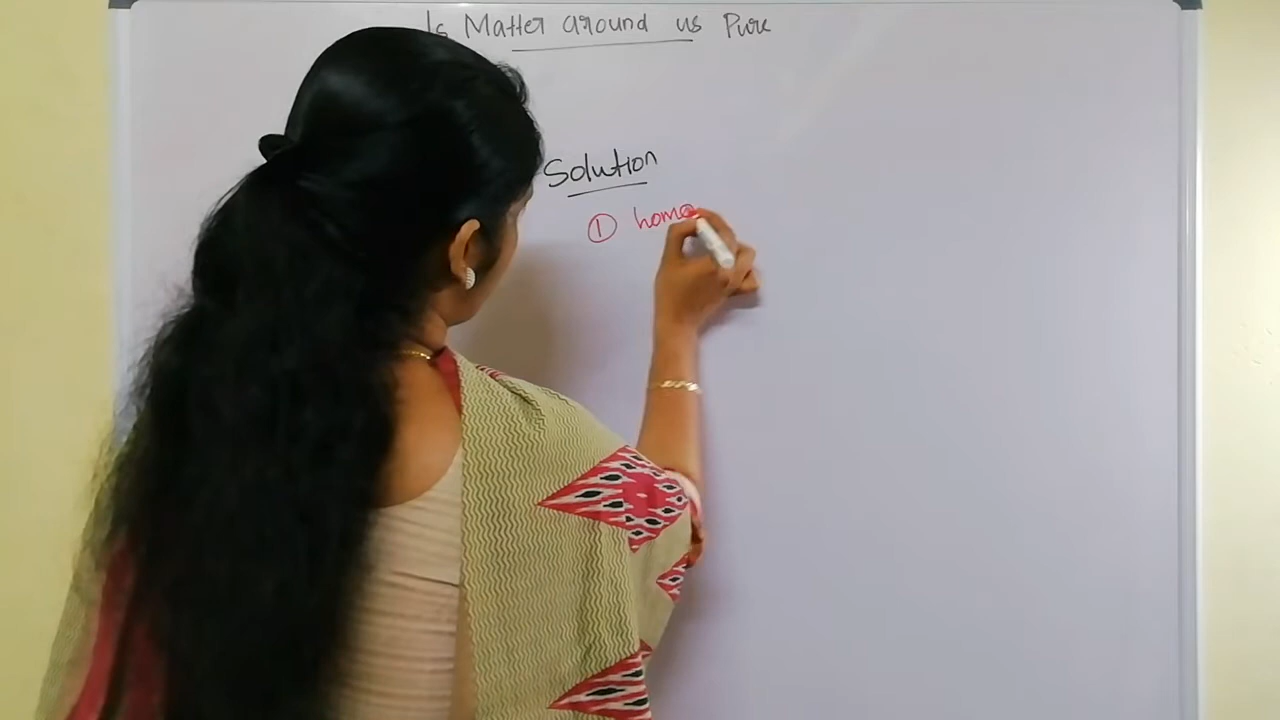 Is Matter around us Pure
Solution
① homo